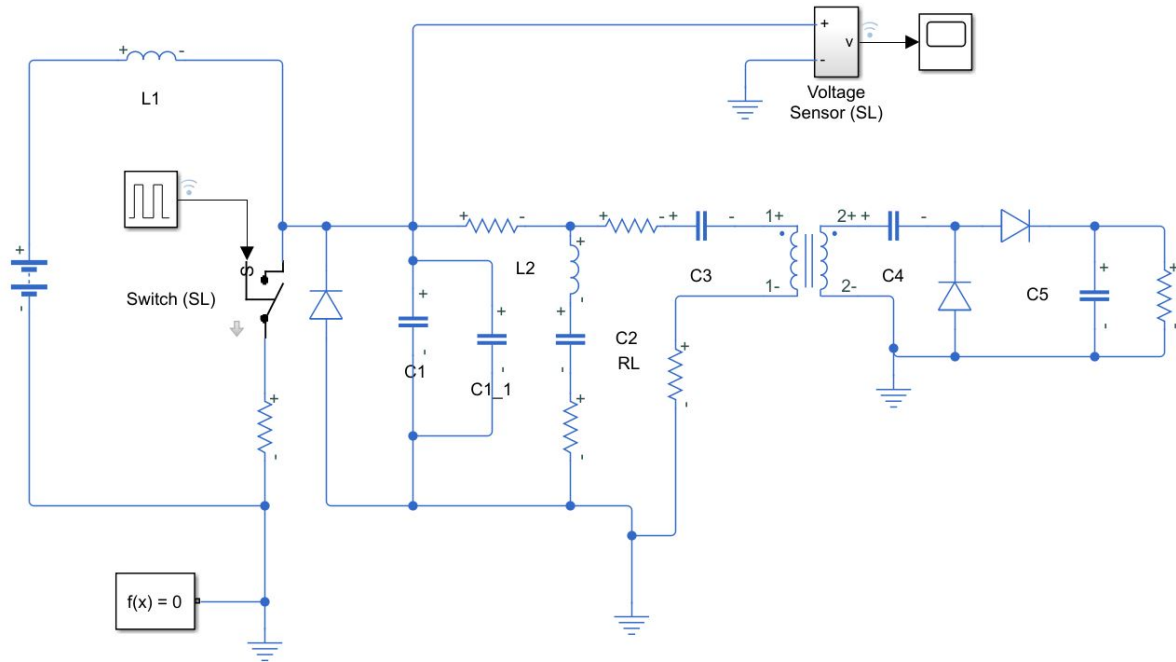 +
-
v
Voltage
Sensor (SL)
+ -
L1
+ - + - + - 1+ 2+ + -
S
L2
C3
1- 2-
C4
C5
+
-
Switch (SL)
+
-
+
-
+
-
+
-
+
-
C2
RL
+
-
+
-
C1
C1_1
+
-
+
-
f(x) = 0